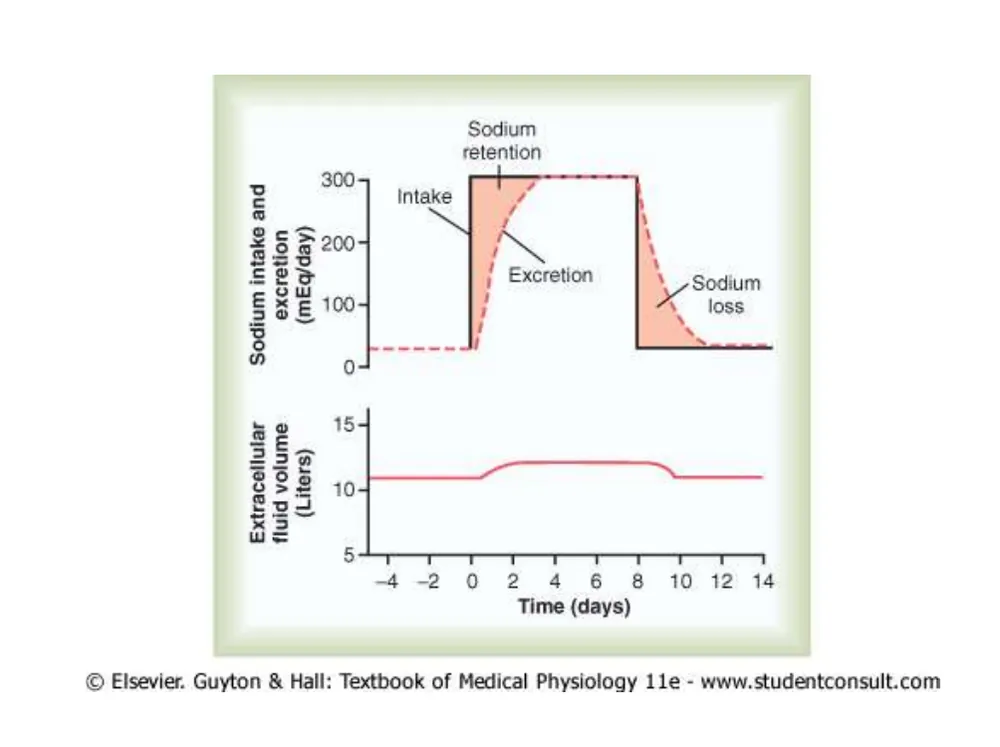 Sodium
retention
Intake
Excretion
Sodium
loss
Sodium intake and
excretion
(mEq/day)
300
200
100
0
Extracellular
fluid volume
(Liters)
15
10
5
–4 –2 0 2 4 6 8 10 12 14
Time (days)
© Elsevier. Guyton & Hall: Textbook of Medical Physiology 11e - www.studentconsult.com